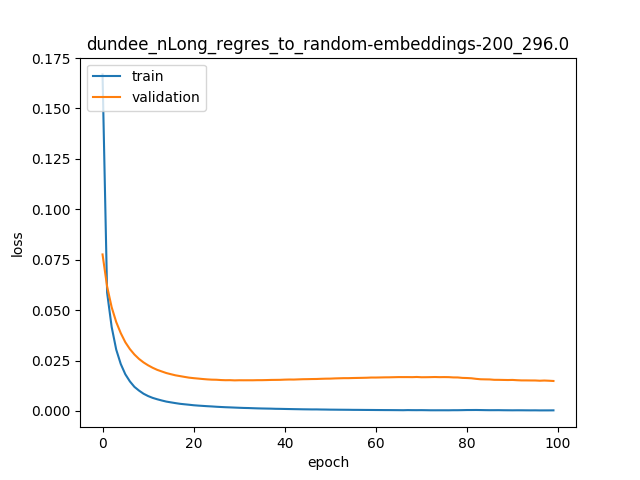 dundee_nLong_regres_to_random-embeddings-200_296.0
train
validation
0.175
0.150
0.125
0.100
0.075
0.050
0.025
0.000
loss
0 20 40 60 80 100
epoch